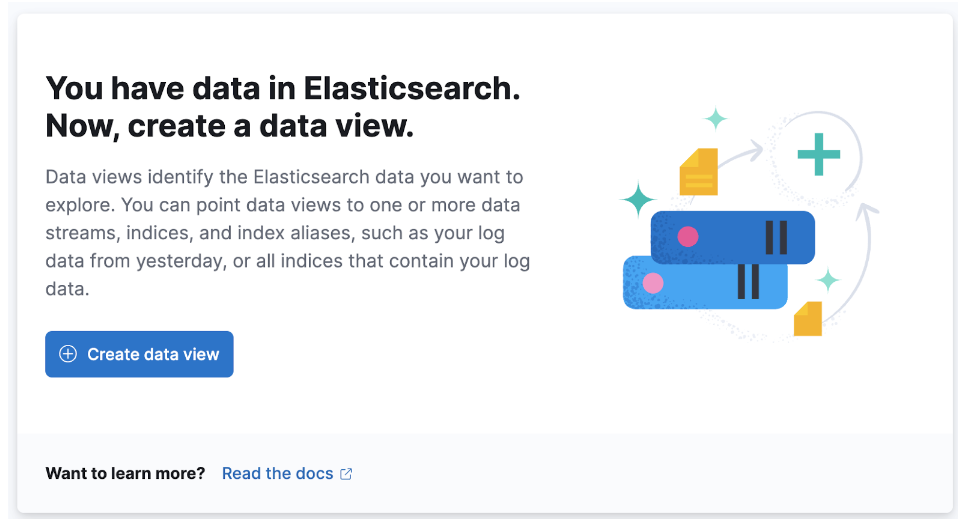 You have data in Elasticsearch.
Now, create a data view.
Data views identify the Elasticsearch data you want to
explore. You can point data views to one or more data
streams, indices, and index aliases, such as your log
data from yesterday, or all indices that contain your log
data.
Create data view
Want to learn more? Read the docs